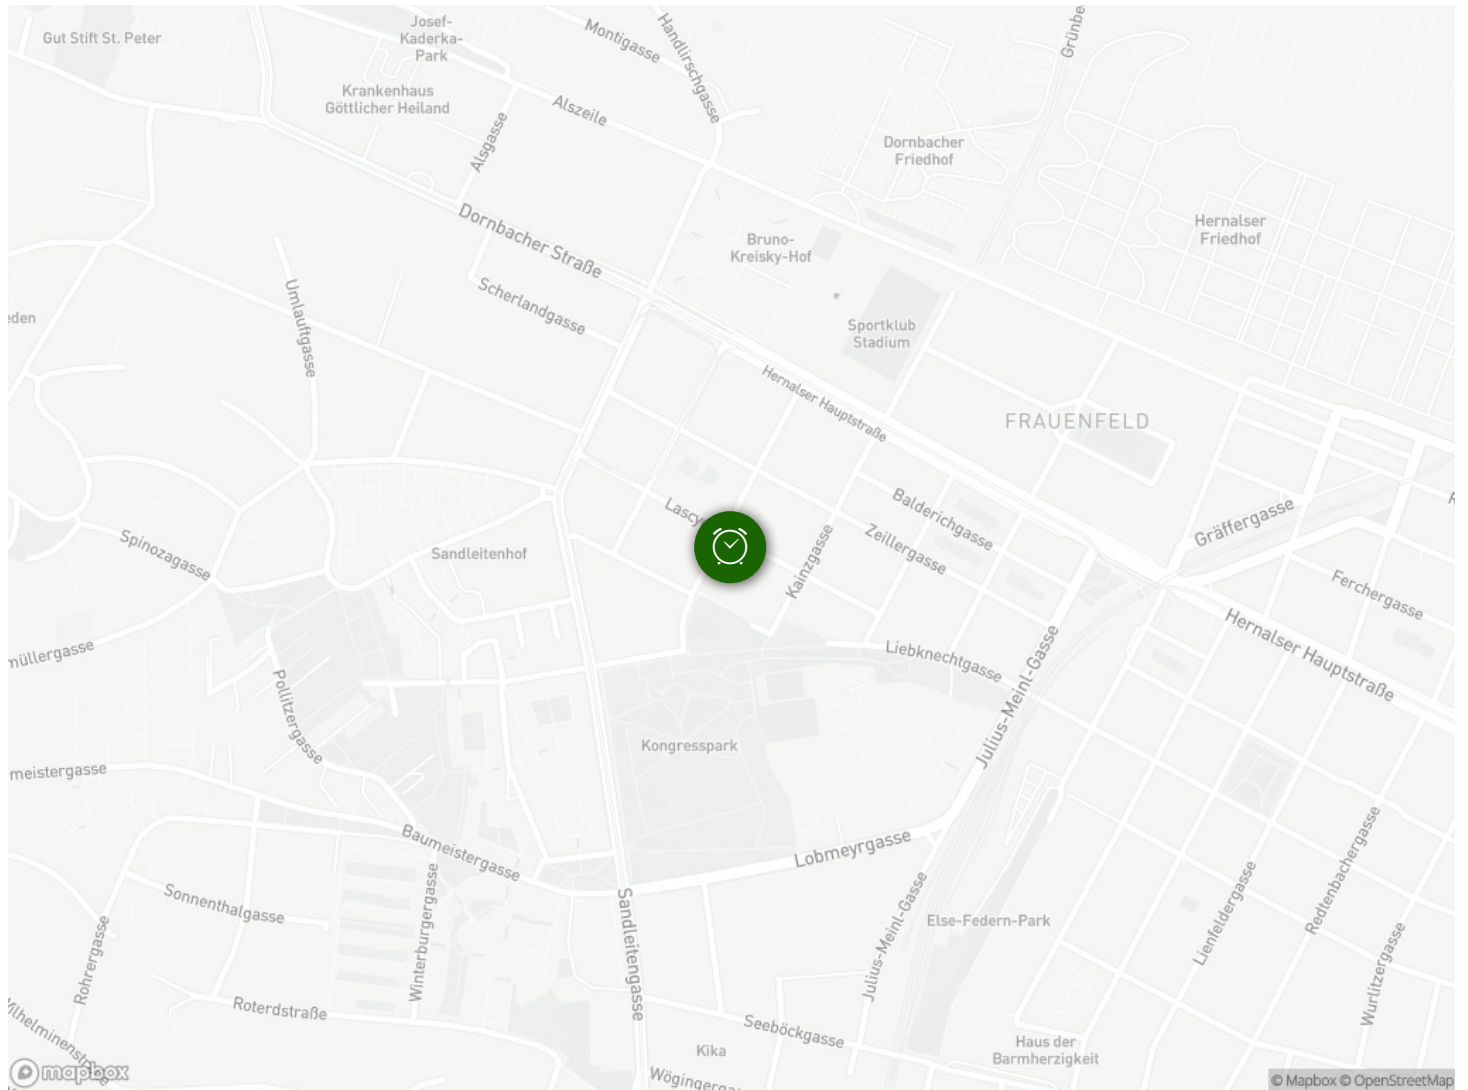 Gut Stift St. Peter
Josef-
Kaderka-
Park
Krankenhaus
Göttlicher Heiland
Montigasse
Handlirschgasse
Alszeile
Alsgasse
Dornbacher
Friedhof
Hernalser
Friedhof
Dornbacher Straße
Bruno-
Kreisky-Hof
Scherlandgasse
Umlauftgasse
Sportklub
Stadium
Hernalser Hauptstraße
FRAUENFELD
Balderichgasse
Zeillergasse
Kainzgasse
Gräffergasse
Ferchergasse
Spinozagasse
Sandleitenhof
Liebknechtgasse
Julius-Meinl-Gasse
Hernalser Hauptstraße
Pollitzergasse
Kongresspark
Lobmeyrgasse
Baumeistergasse
Sonnenthalgasse
Winterburgergasse
Sandleitengasse
Rohrergasse
Roterdstraße
Julius-Meinl-Gasse
Else-Federn-Park
Lienfeldergasse
Redtenbachergasse
Wurlitzergasse
Seeböckgasse
Kika
Haus der
Barmherzigkeit
mapbox
© Mapbox © OpenStreetMap